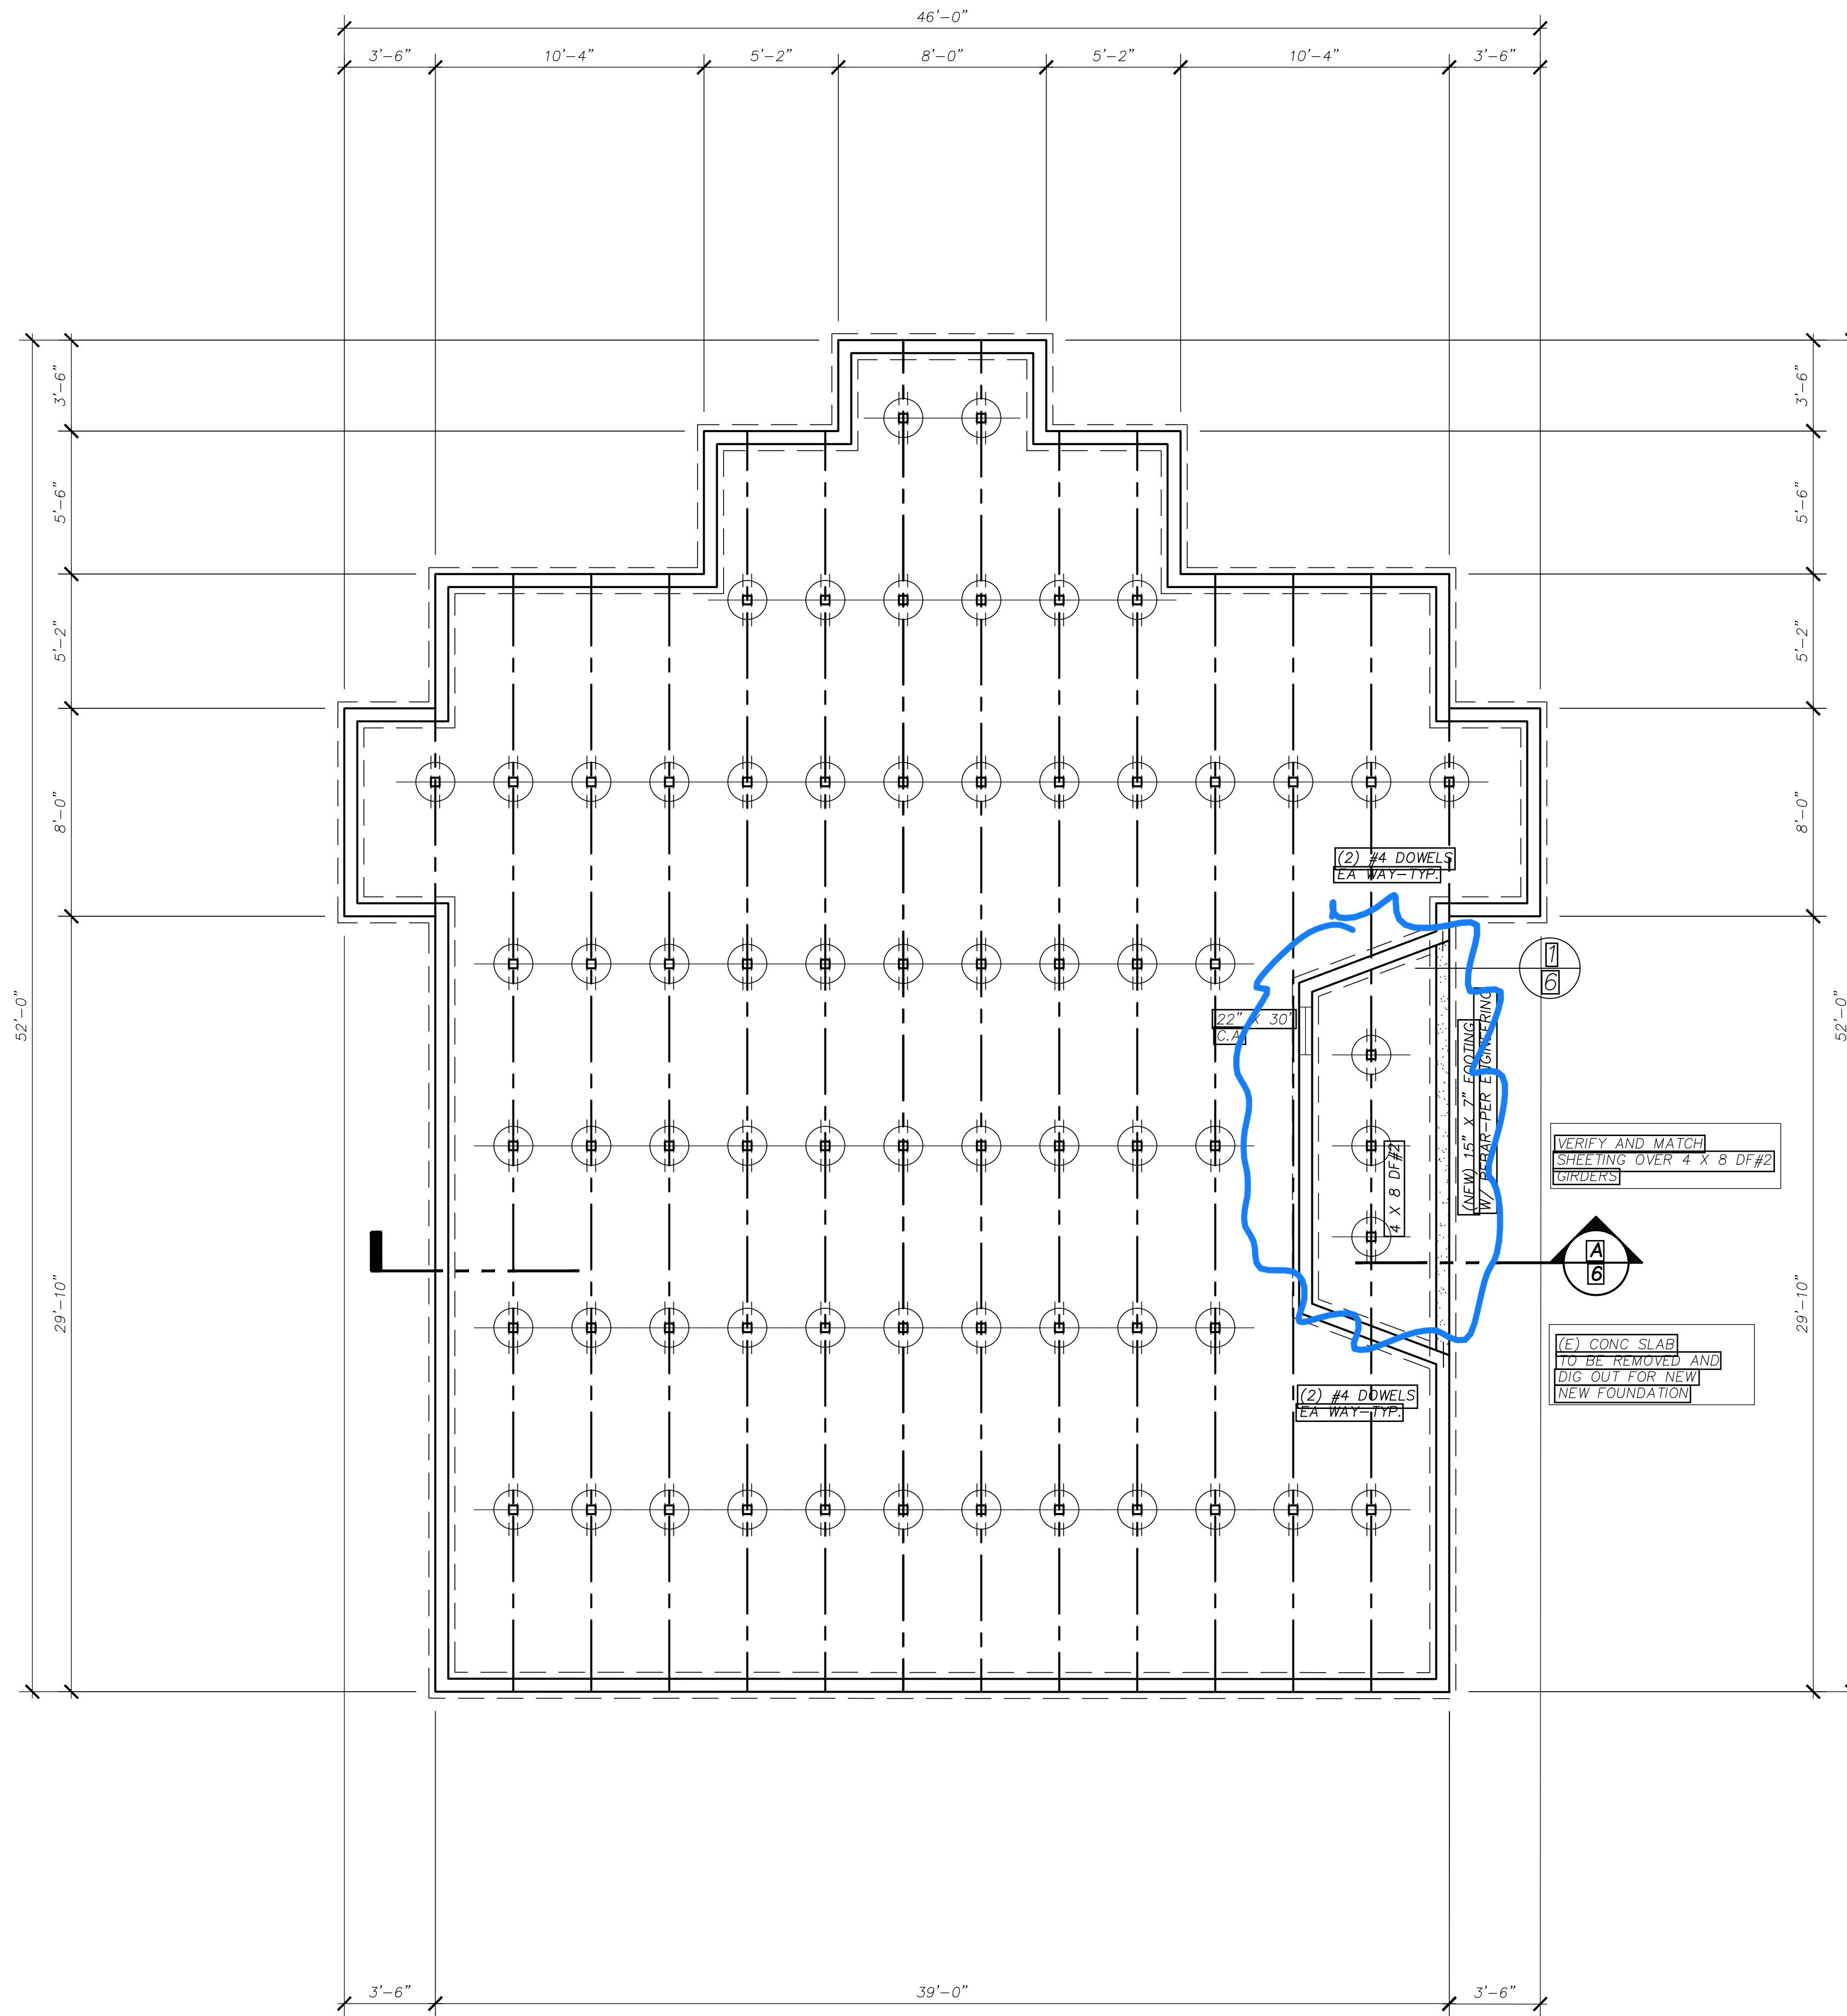 46'-0"
3'-6" 10'-4" 5'-2" 8'-0" 5'-2" 10'-4" 3'-6"
3'-6"
5'-6"
5'-2"
8'-0"
52'-0"
29'-10"
3'-6"
5'-6"
5'-2"
8'-0"
52'-0"
29'-10"
(2) #4 DOWELS
EA WAY-TYP.
1
6
22" X 30"
C.A.
(NEW) 15" X 7" FOOTING
W/ REBAR-PER ENGINEERING
4 X 8 DF#2
VERIFY AND MATCH
SHEETING OVER 4 X 8 DF#2
GIRDERS
A
6
(E) CONC SLAB
TO BE REMOVED AND
DIG OUT FOR NEW
NEW FOUNDATION
(2) #4 DOWELS
EA WAY-TYP.
3'-6" 39'-0" 3'-6"